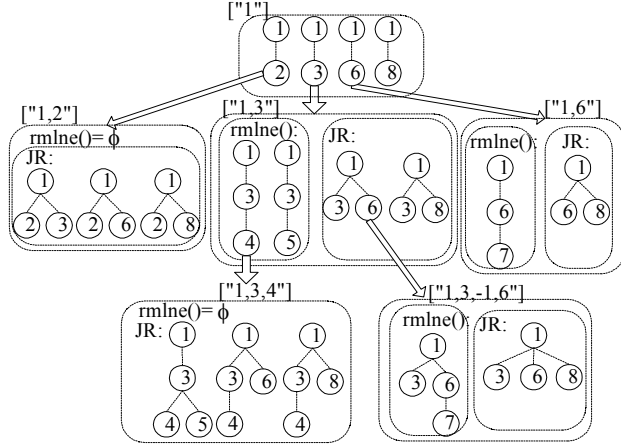 ["1"]
1 1 1 1
2 3 6 8
["1,2"]
rmlne()= ϕ
JR:
1 1 1
2 3 2 6 2 8
["1,3"]
rmlne():
1 1
3 3
4 5
JR:
1 1
3 6 3 8
["1,6"]
rmlne():
1
6
7
JR:
1
6 8
["1,3,4"]
rmlne()= ϕ
JR:
1 1 1
3 3 6 3 8
4 5 4 4
["1,3,-1,6"]
rmlne():
1
3 6
7
JR:
1
3 6 8